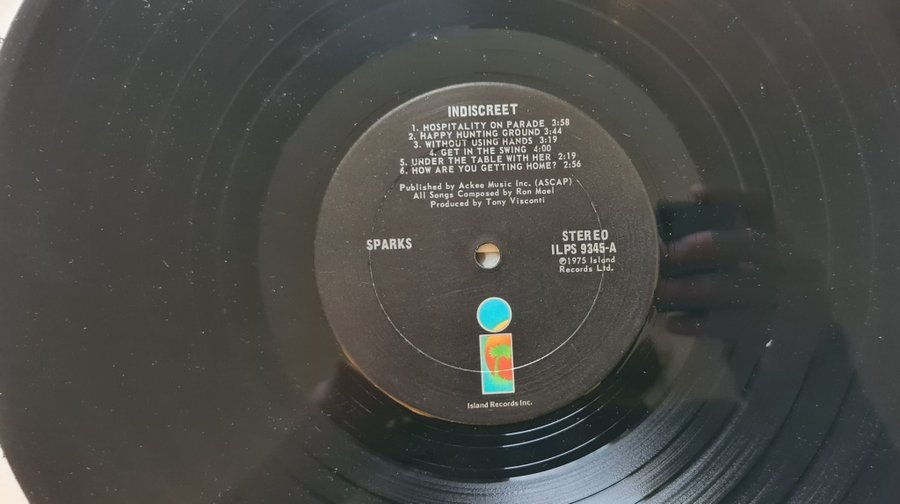 INDISCREET
1. HOSPITALITY ON PARADE 3:58
2. HAPPY HUNTING GROUND 3:44
3. WITHOUT USING HANDS 3:19
4. GET IN THE SWING 4:00
5. UNDER THE TABLE WITH HER 2:19
6. HOW ARE YOU GETTING HOME? 2:56
Published by Ackee Music Inc. (ASCAP)
All Songs Composed by Ron Mael
Produced by Tony Visconti
SPARKS
STEREO
ILPS 9345-A
℗1975 Island
Records Ltd.
Island Records Inc.